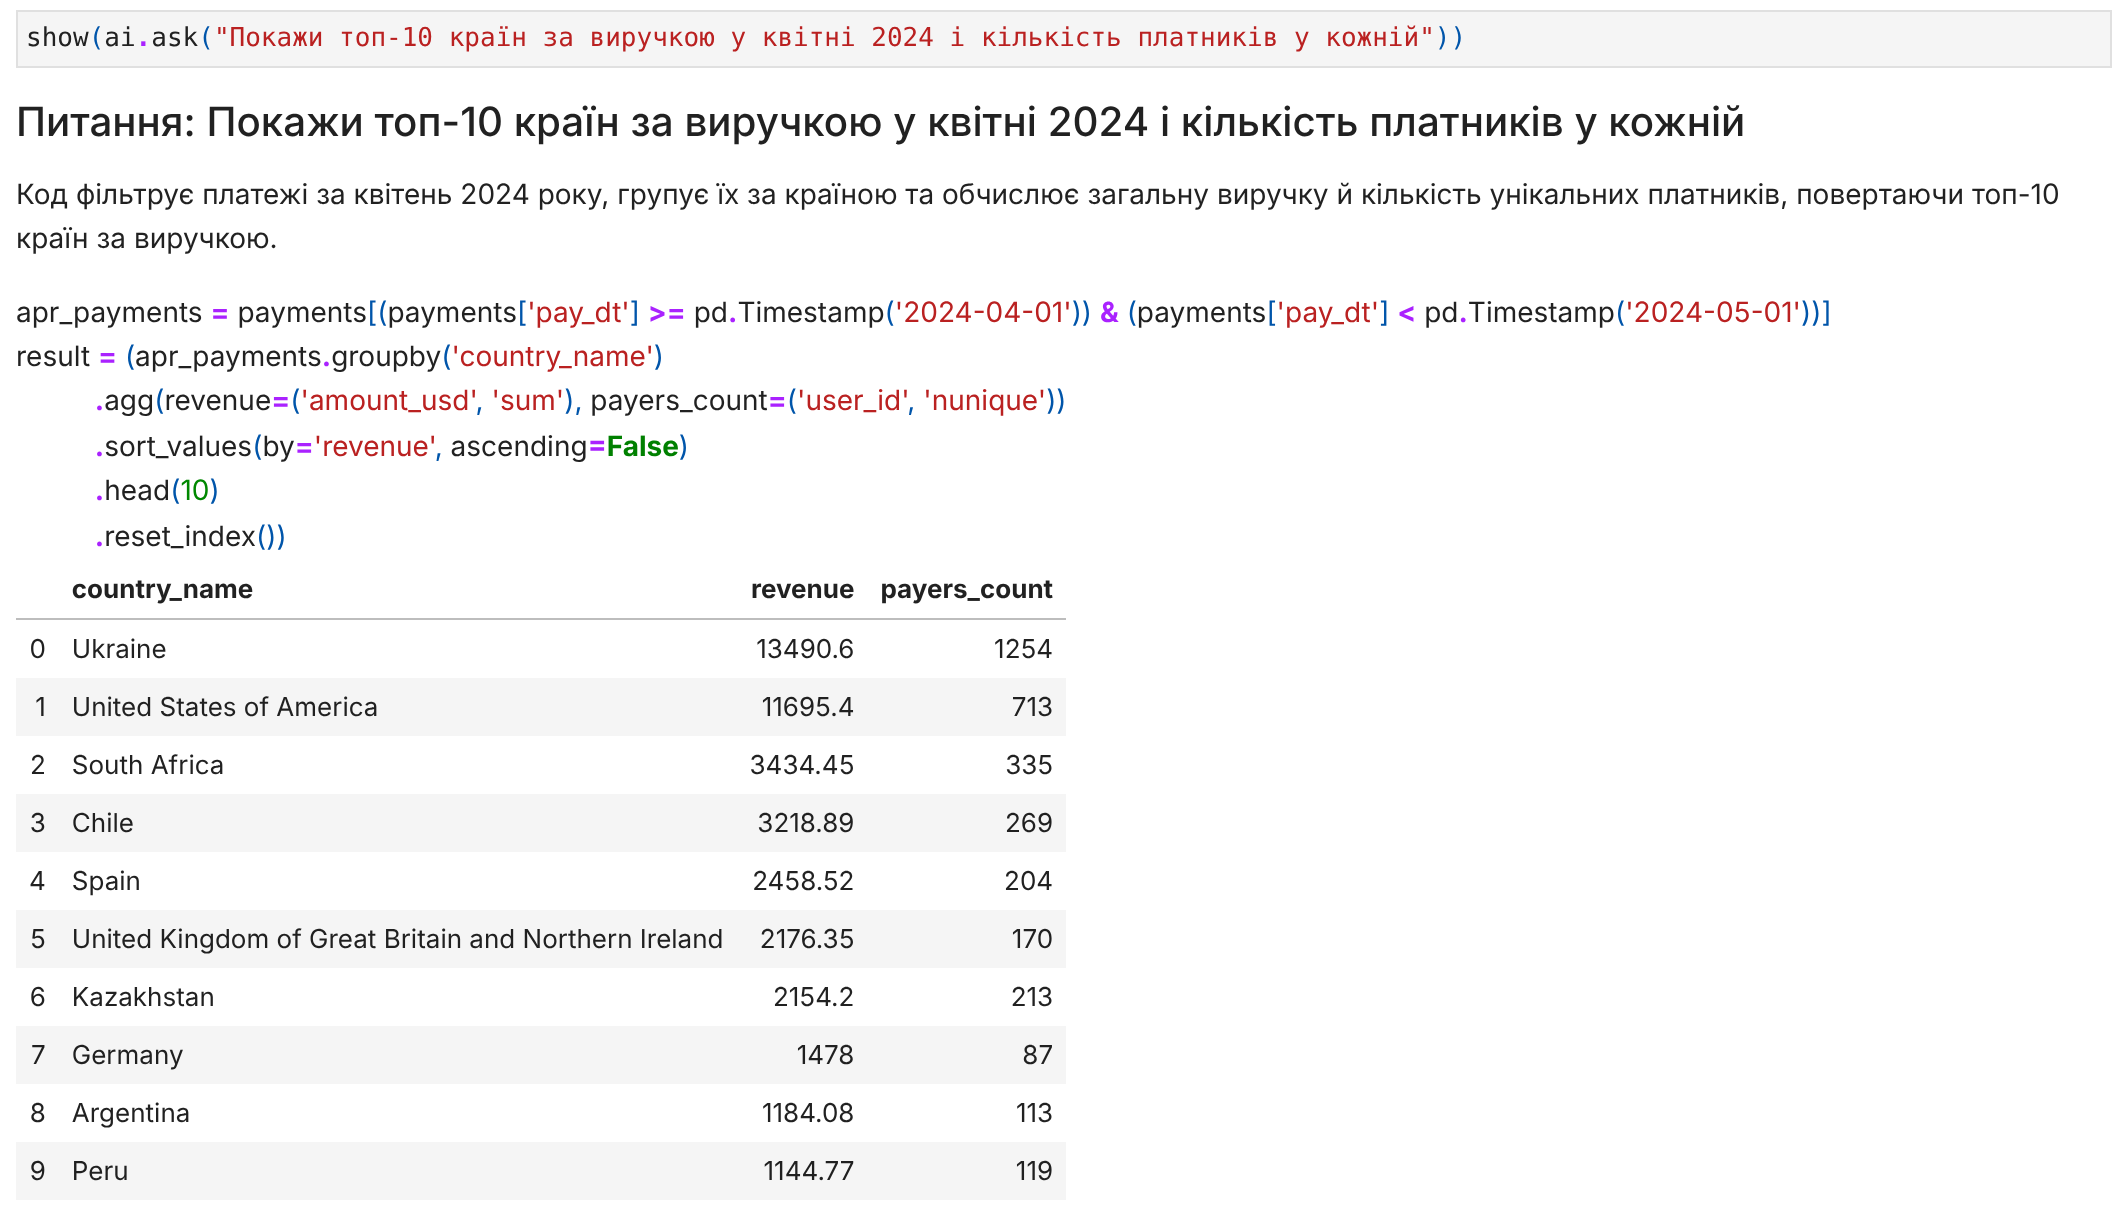 show(ai.ask("Покажи топ-10 країн за виручкою у квітні 2024 і кількість платників у кожній"))
Питання: Покажи топ-10 країн за виручкою у квітні 2024 і кількість платників у кожній
Код фільтрує платежі за квітень 2024 року, групує їх за країною та обчислює загальну виручку й кількість унікальних платників, повертаючи топ-10
країн за виручкою.
apr_payments = payments[(payments['pay_dt'] >= pd.Timestamp('2024-04-01')) & (payments['pay_dt'] < pd.Timestamp('2024-05-01'))]
result = (apr_payments.groupby('country_name')
.agg(revenue=('amount_usd', 'sum'), payers_count=('user_id', 'nunique'))
.sort_values(by='revenue', ascending=False)
.head(10)
.reset_index())
country_name revenue payers_count
0 Ukraine 13490.6 1254
1 United States of America 11695.4 713
2 South Africa 3434.45 335
3 Chile 3218.89 269
4 Spain 2458.52 204
5 United Kingdom of Great Britain and Northern Ireland 2176.35 170
6 Kazakhstan 2154.2 213
7 Germany 1478 87
8 Argentina 1184.08 113
9 Peru 1144.77 119